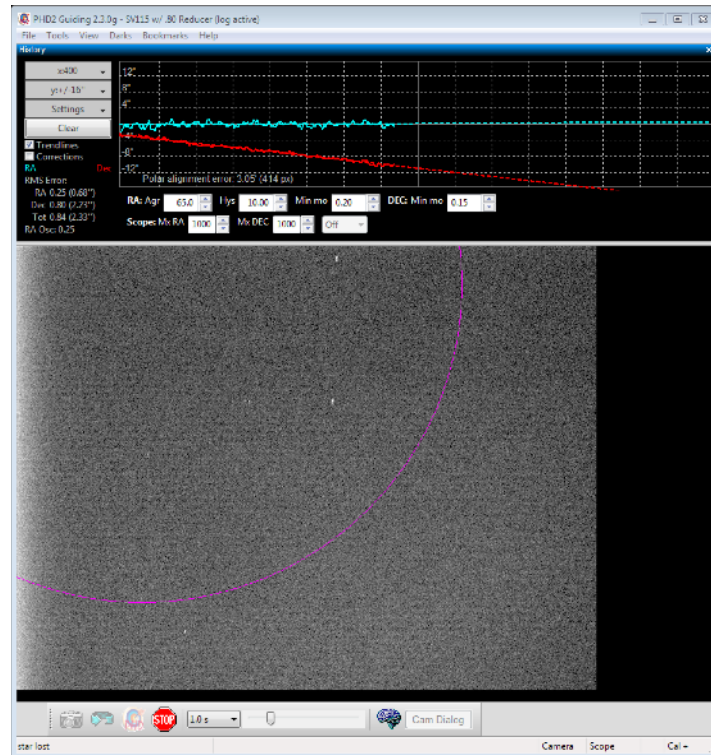 PHD2 Guiding 2.3.0g - SV115 w/ .80 Reducer (log active)
File Tools View Darks Bookmarks Help
History
x:400
y:+/- 16"
Settings
Clear
Trendlines
Corrections
RA Dec
RMS Error:
RA 0.25 (0.68")
Dec 0.80 (2.23")
Tot 0.84 (2.33")
RA Osc: 0.25
12"
8"
4"
-4"
-8"
-12"
Polar alignment error: 3.05' (414 px)
RA: Agr 65.0 Hys 10.00 Min mo 0.20 DEC: Min mo 0.15
Scope: Mx RA 1000 Mx DEC 1000 Off
STOP 1.0 s Cam Dialog
star lost Camera Scope Cal +